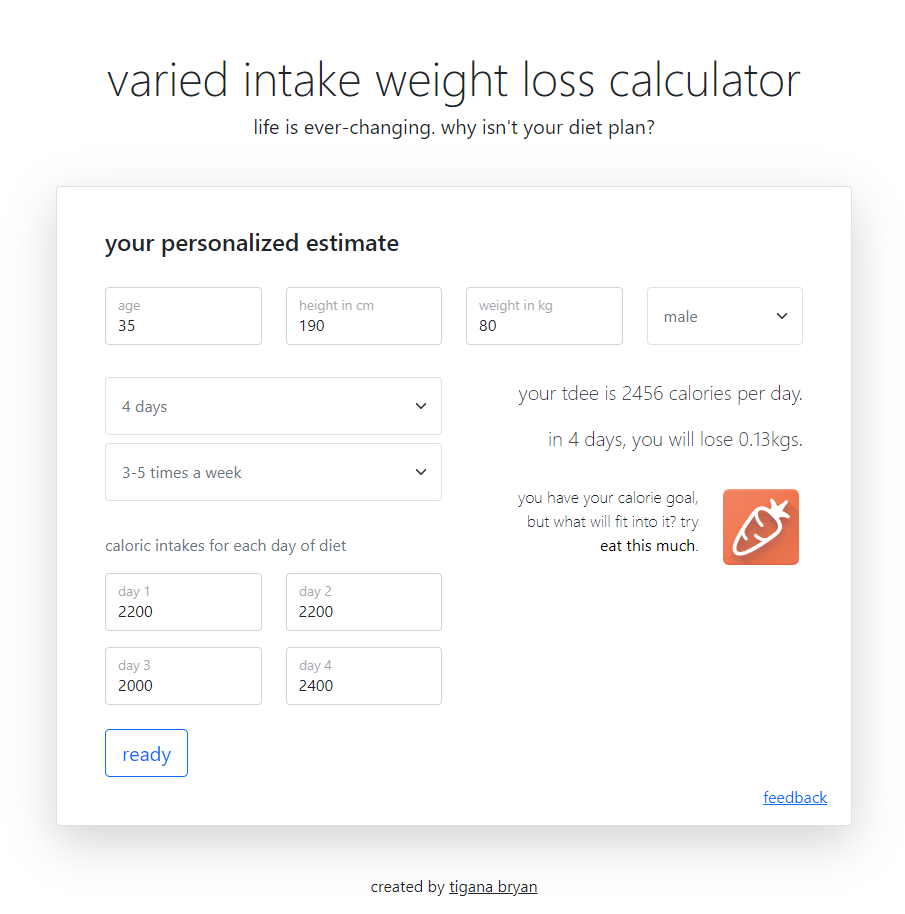 varied intake weight loss calculator
life is ever-changing. why isn't your diet plan?
your personalized estimate
age
35
height in cm
190
weight in kg
80
male
4 days
3-5 times a week
your tdee is 2456 calories per day.
in 4 days, you will lose 0.13kgs.
you have your calorie goal,
but what will fit into it? try
eat this much.
caloric intakes for each day of diet
day 1
2200
day 2
2200
day 3
2000
day 4
2400
ready
feedback
created by tigana bryan